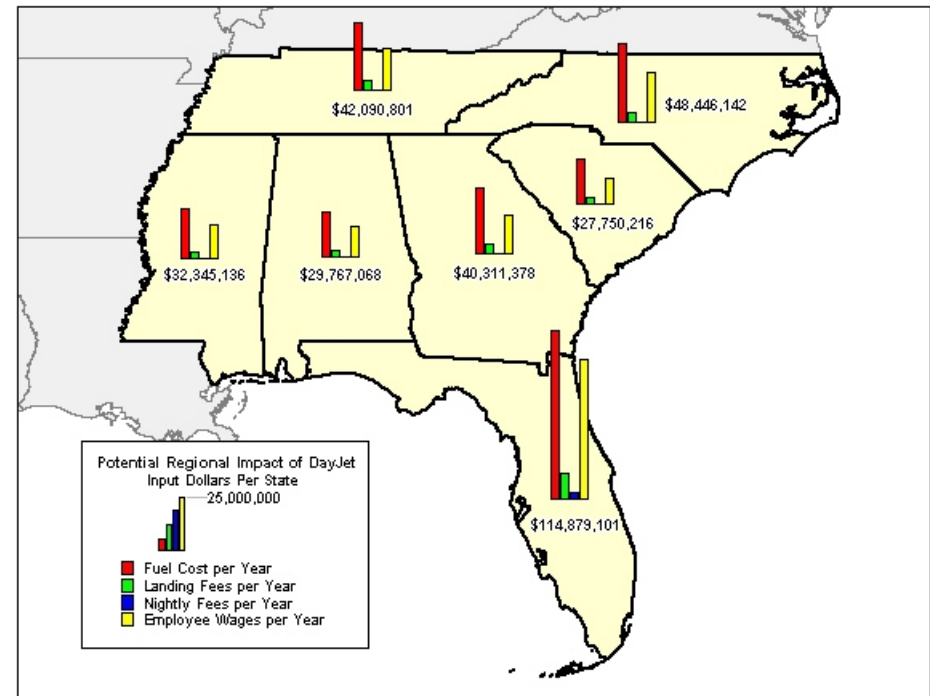 $42,090,801
$48,446,142
$27,750,216
$32,345,136
$29,767,068
$40,311,378
$114,879,101
Potential Regional Impact of DayJet
Input Dollars Per State
25,000,000
Fuel Cost per Year
Landing Fees per Year
Nightly Fees per Year
Employee Wages per Year